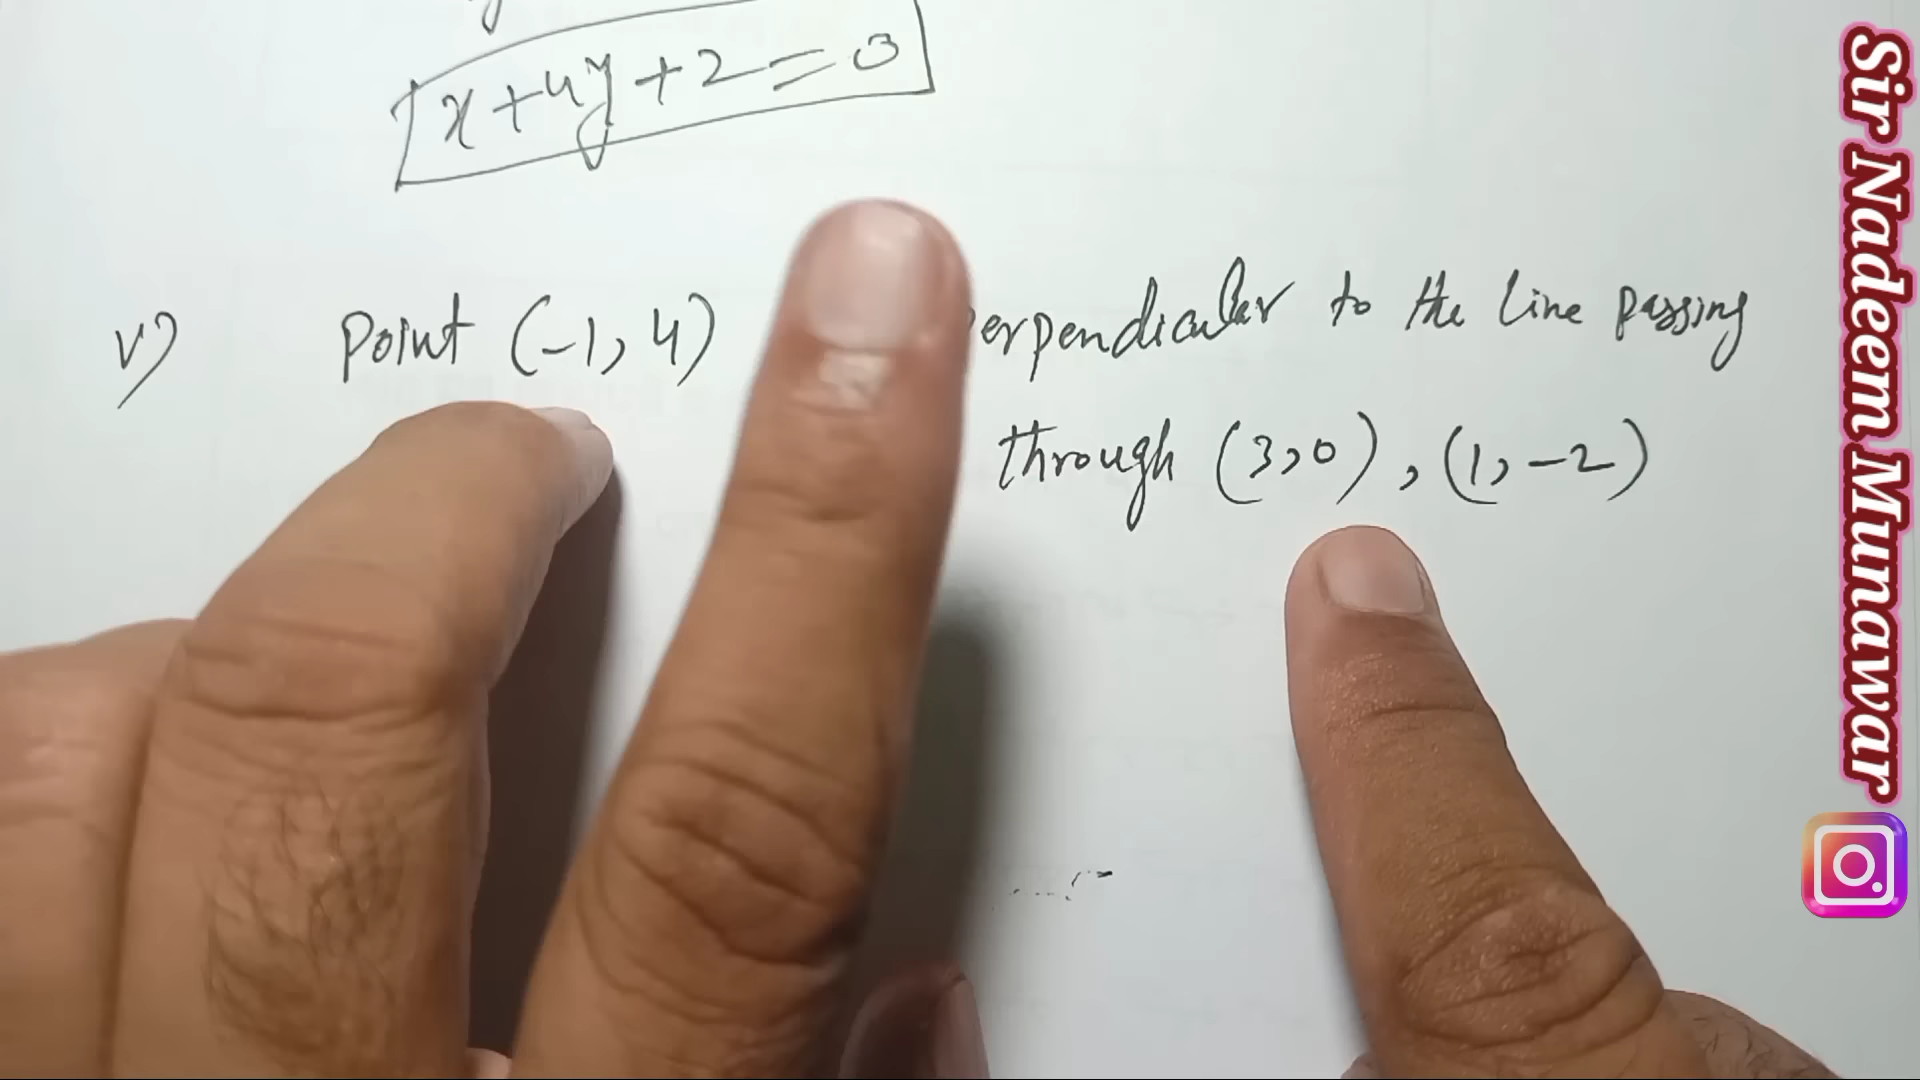 x+4y+2=0
v) Point (-1, 4) erpendicular to the line passing
through (3,0), (1,-2)
Sir Nadeem Munawar